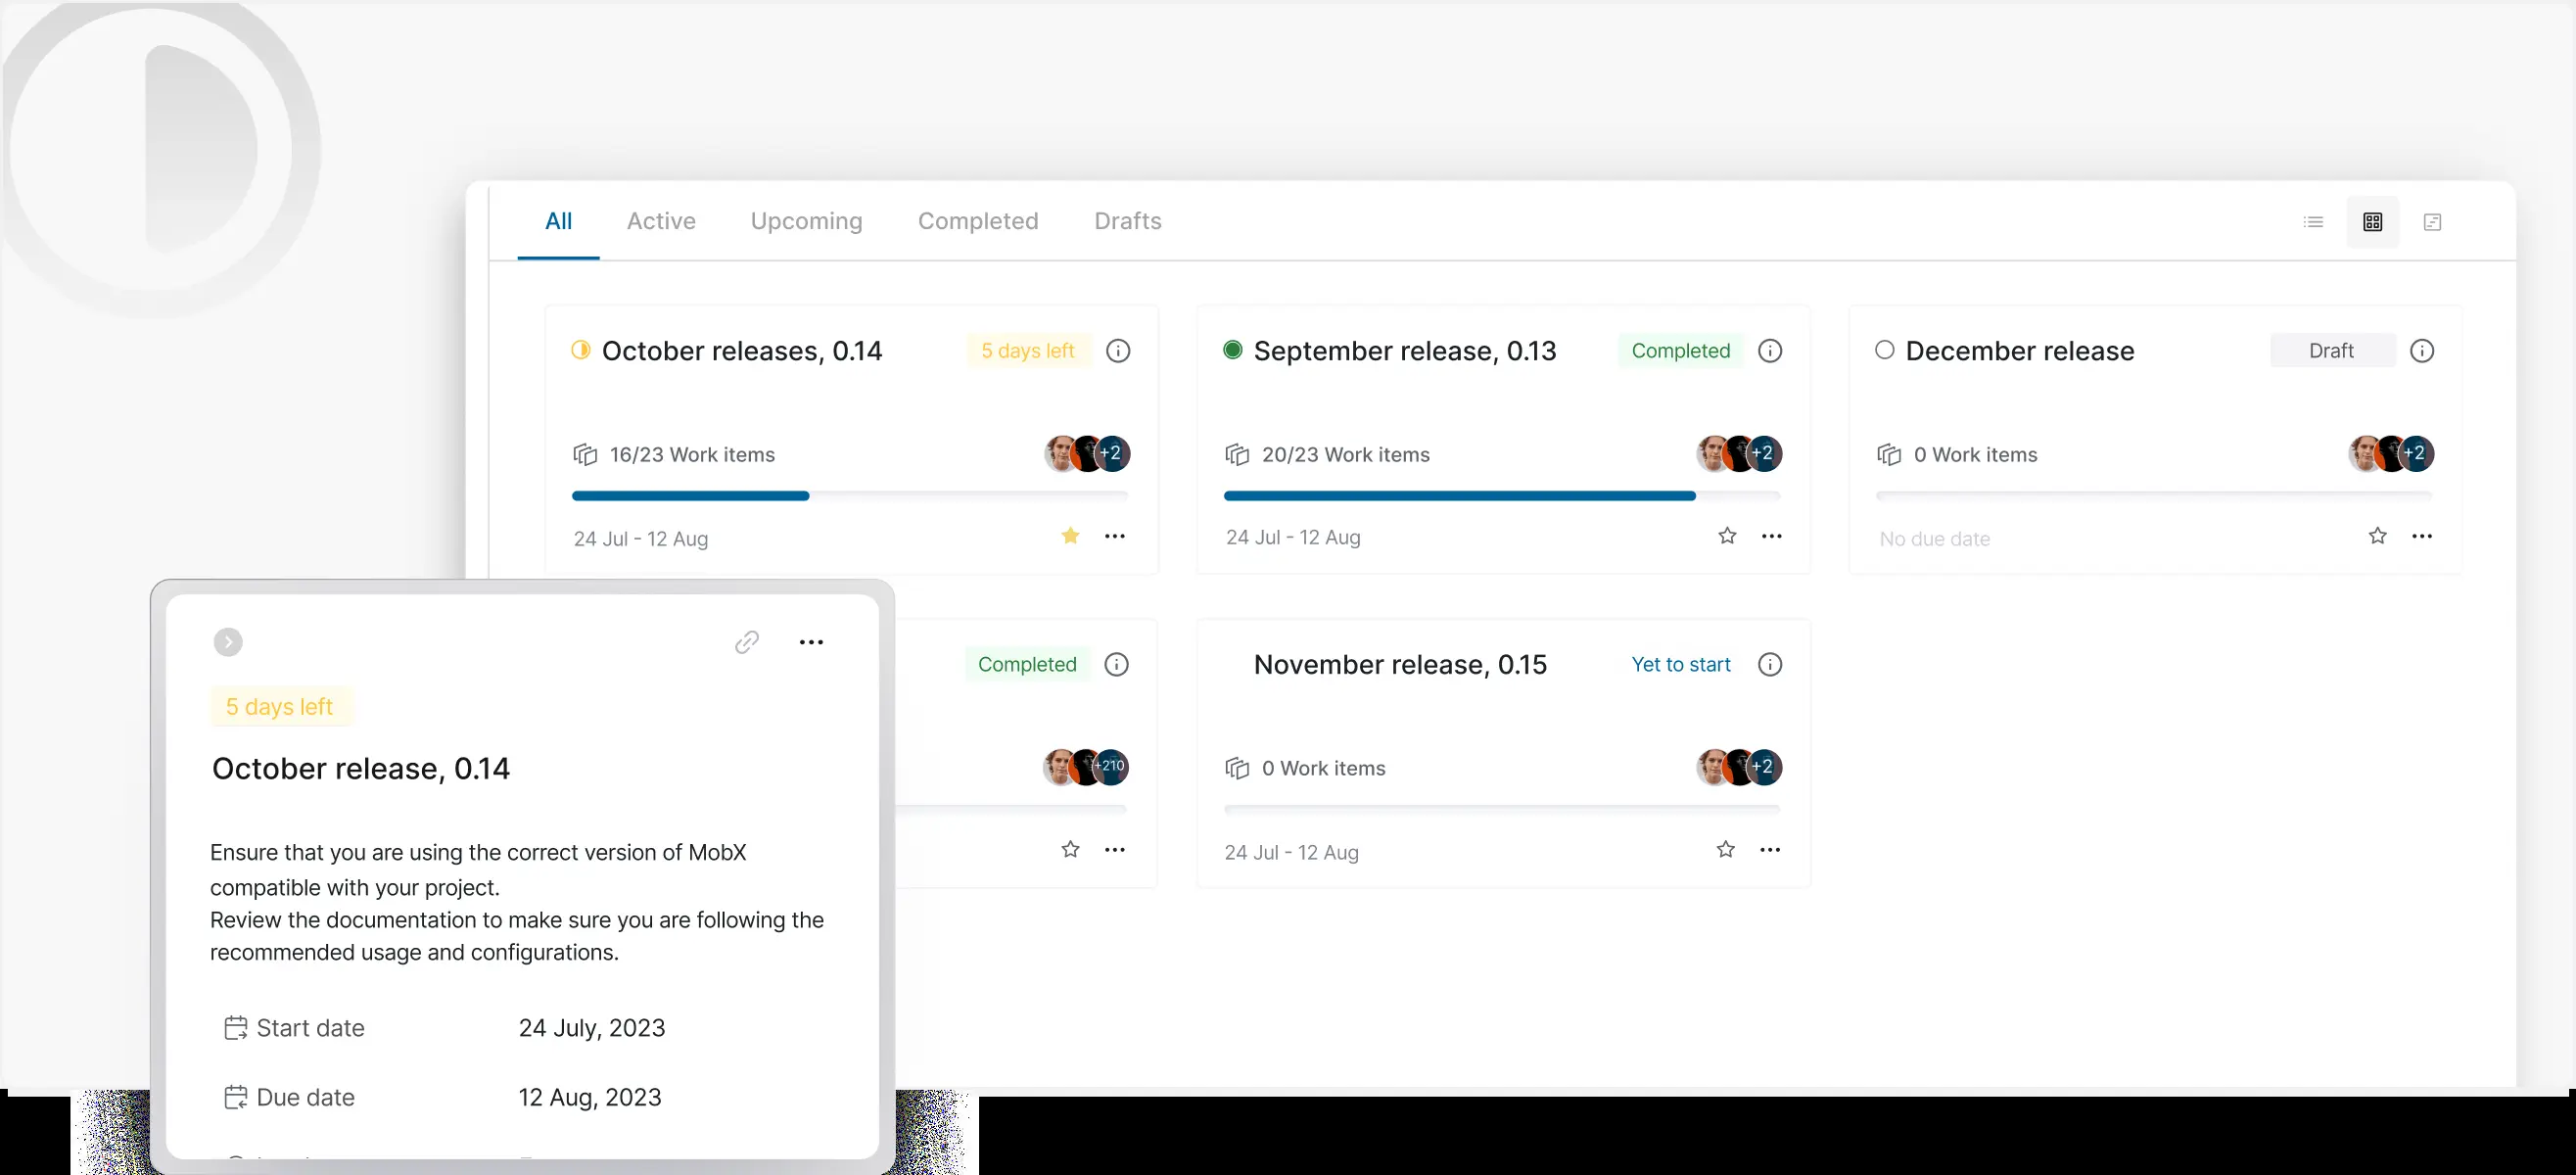 All Active Upcoming Completed Drafts
October releases, 0.14 5 days left
16/23 Work items +2
24 Jul - 12 Aug
September release, 0.13 Completed
20/23 Work items +2
24 Jul - 12 Aug
December release Draft
0 Work items +2
No due date
Completed
+210
November release, 0.15 Yet to start
0 Work items +2
24 Jul - 12 Aug
5 days left
October release, 0.14
Ensure that you are using the correct version of MobX
compatible with your project.
Review the documentation to make sure you are following the
recommended usage and configurations.
Start date 24 July, 2023
Due date 12 Aug, 2023